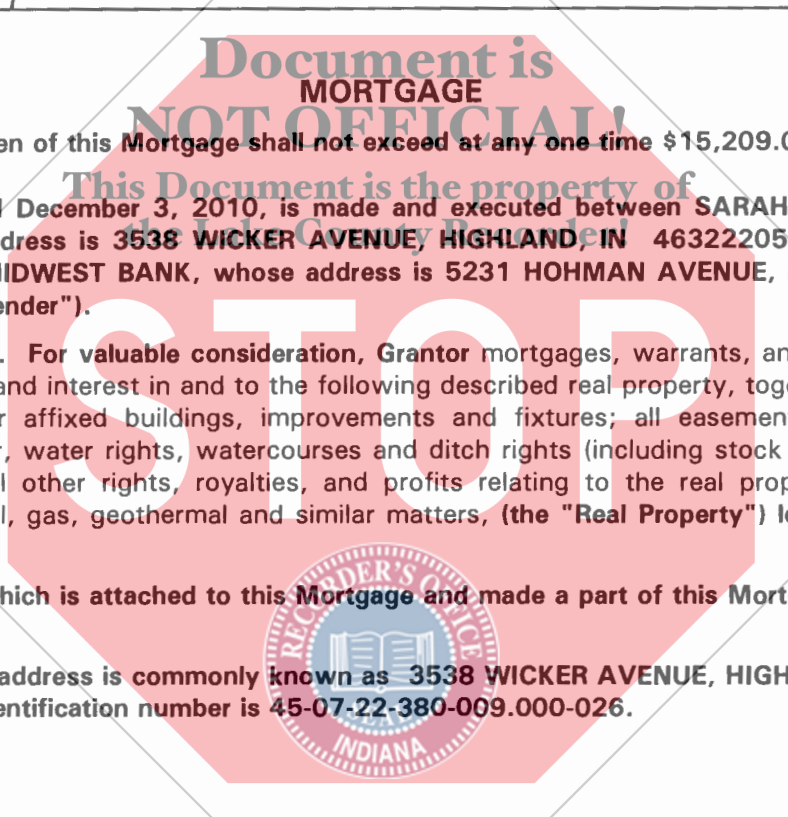 Document is
MORTGAGE
NOT OFFICIAL!
en of this Mortgage shall not exceed at any one time $15,209.0
This Document is the property of
December 3, 2010, is made and executed between SARAH
the Lake County Recorder!
dress is 3538 WICKER AVENUE, HIGHLAND, IN 46322205
IDWEST BANK, whose address is 5231 HOHMAN AVENUE,
ender").
STOP
. For valuable consideration, Grantor mortgages, warrants, an
and interest in and to the following described real property, toge
r affixed buildings, improvements and fixtures; all easement
, water rights, watercourses and ditch rights (including stock
l other rights, royalties, and profits relating to the real prop
l, gas, geothermal and similar matters, (the "Real Property") lo
hich is attached to this Mortgage and made a part of this Mort
RECORDER'S OFFICE
address is commonly known as 3538 WICKER AVENUE, HIGH
entification number is 45-07-22-380-009.000-026.
INDIANA